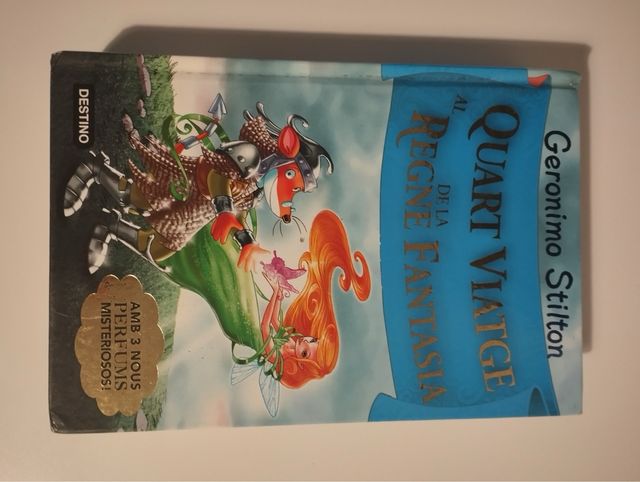 Geronimo Stilton
QUART VIATGE
AL
REGNE FANTASIA
DE LA
AMB 3 NOUS
PERFUMS
MISTERIOSOS!
DESTINO